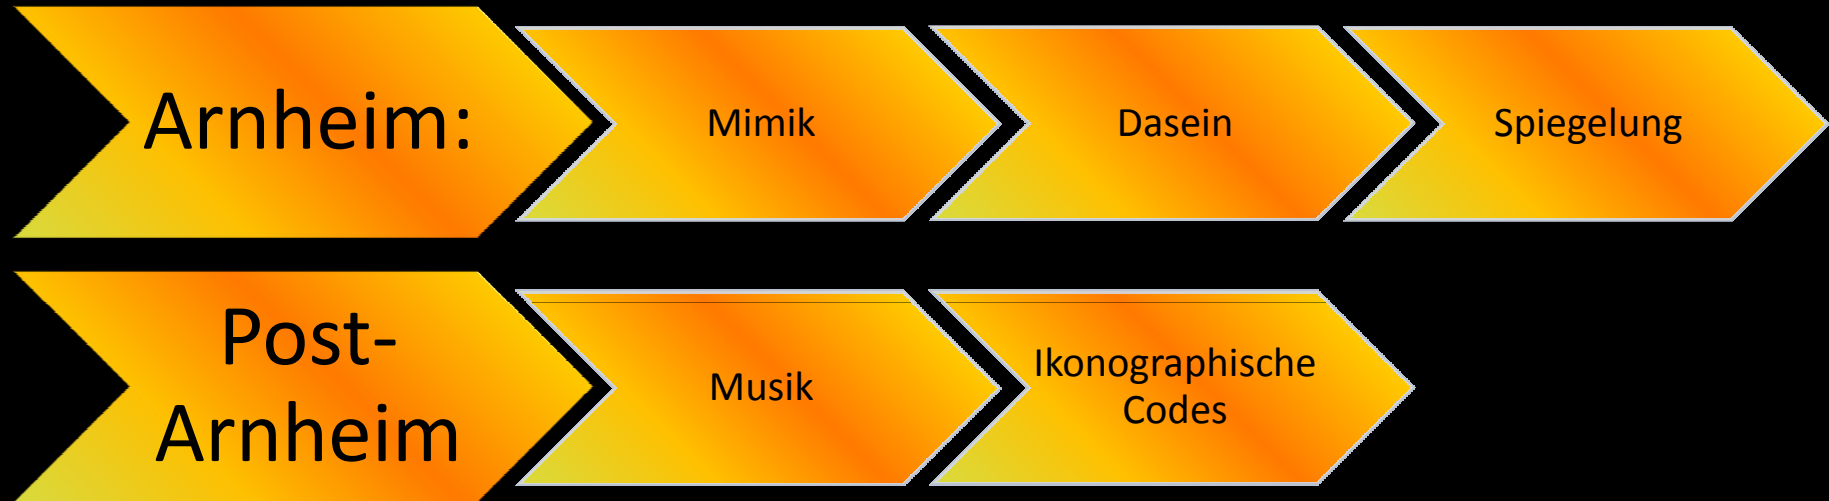 Arnheim:
Mimik
Dasein
Spiegelung
Post-
Arnheim
Musik
Ikonographische
Codes